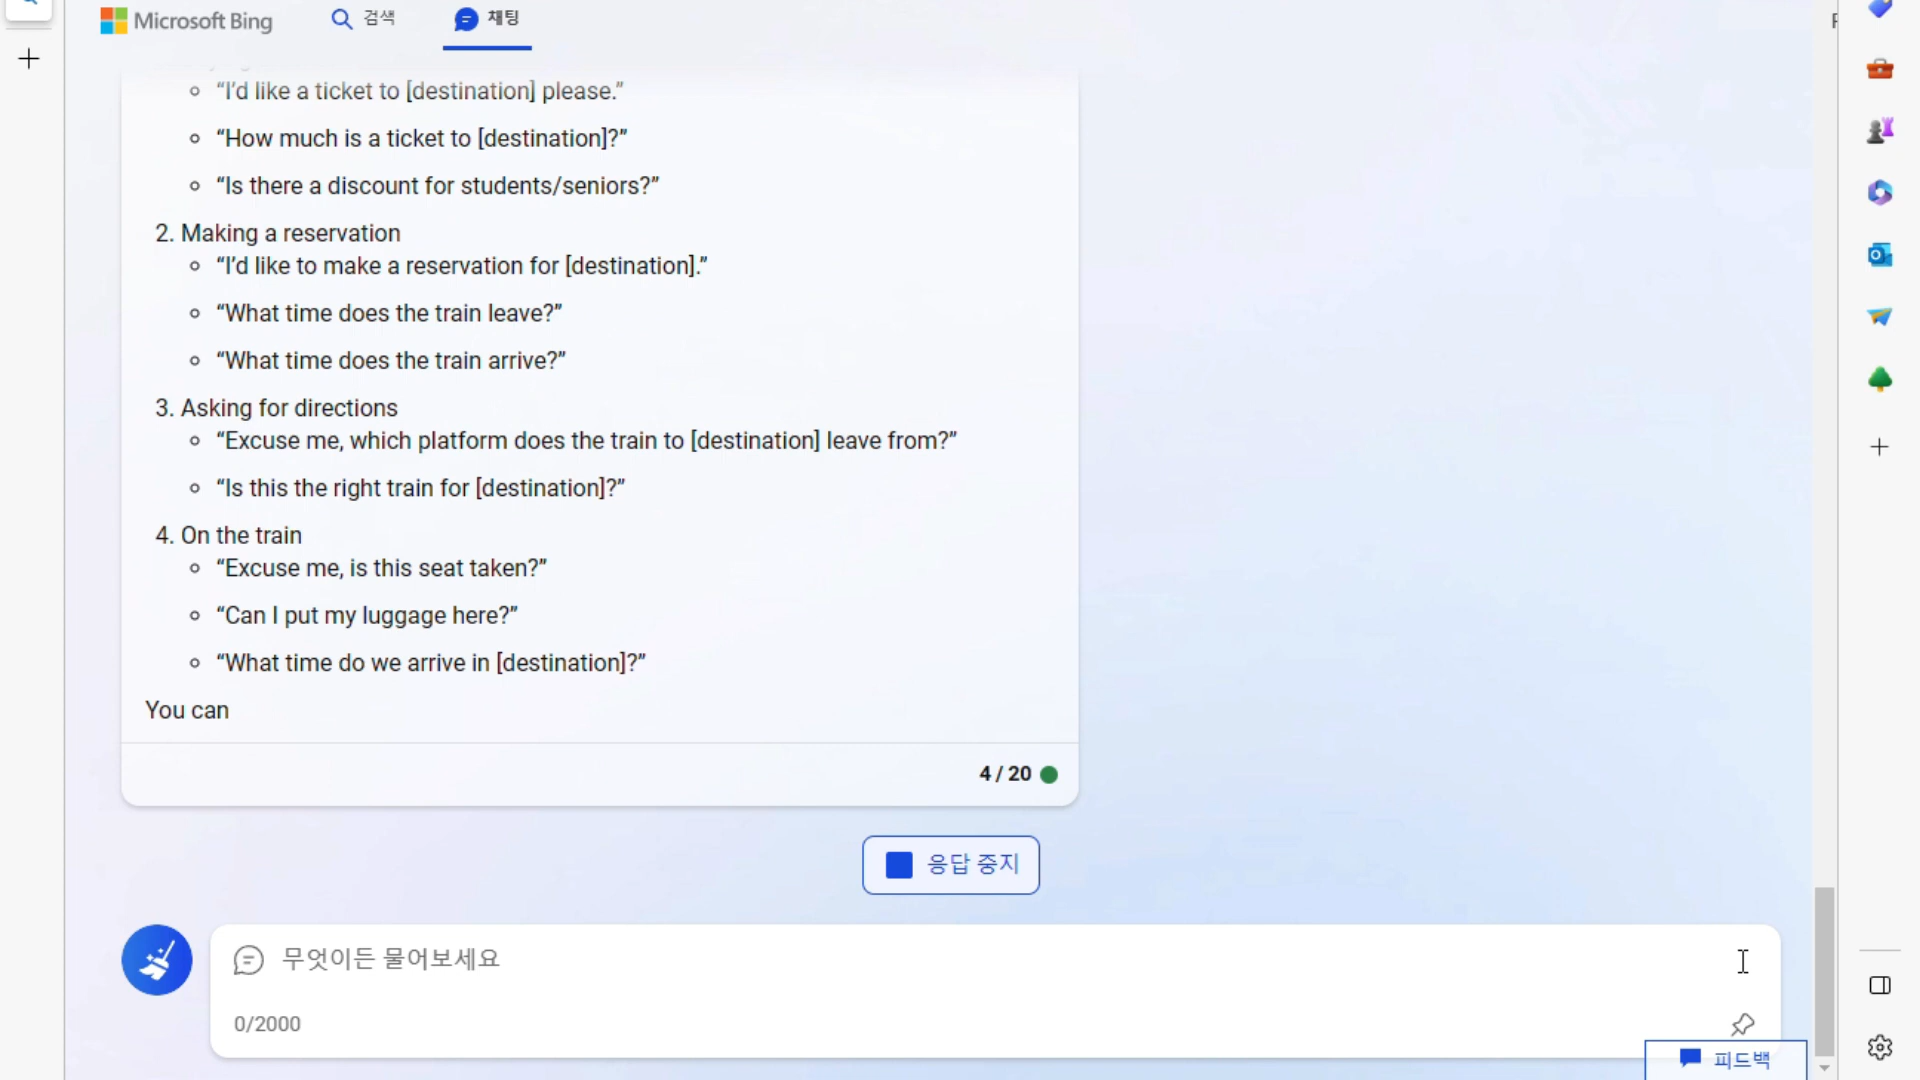 Microsoft Bing
검색
채팅
“I’d like a ticket to [destination] please.”
“How much is a ticket to [destination]?”
“Is there a discount for students/seniors?”
2. Making a reservation
“I’d like to make a reservation for [destination].”
“What time does the train leave?”
“What time does the train arrive?”
3. Asking for directions
“Excuse me, which platform does the train to [destination] leave from?”
“Is this the right train for [destination]?”
4. On the train
“Excuse me, is this seat taken?”
“Can I put my luggage here?”
“What time do we arrive in [destination]?”
You can
4 / 20
응답 중지
무엇이든 물어보세요
0/2000
피드백